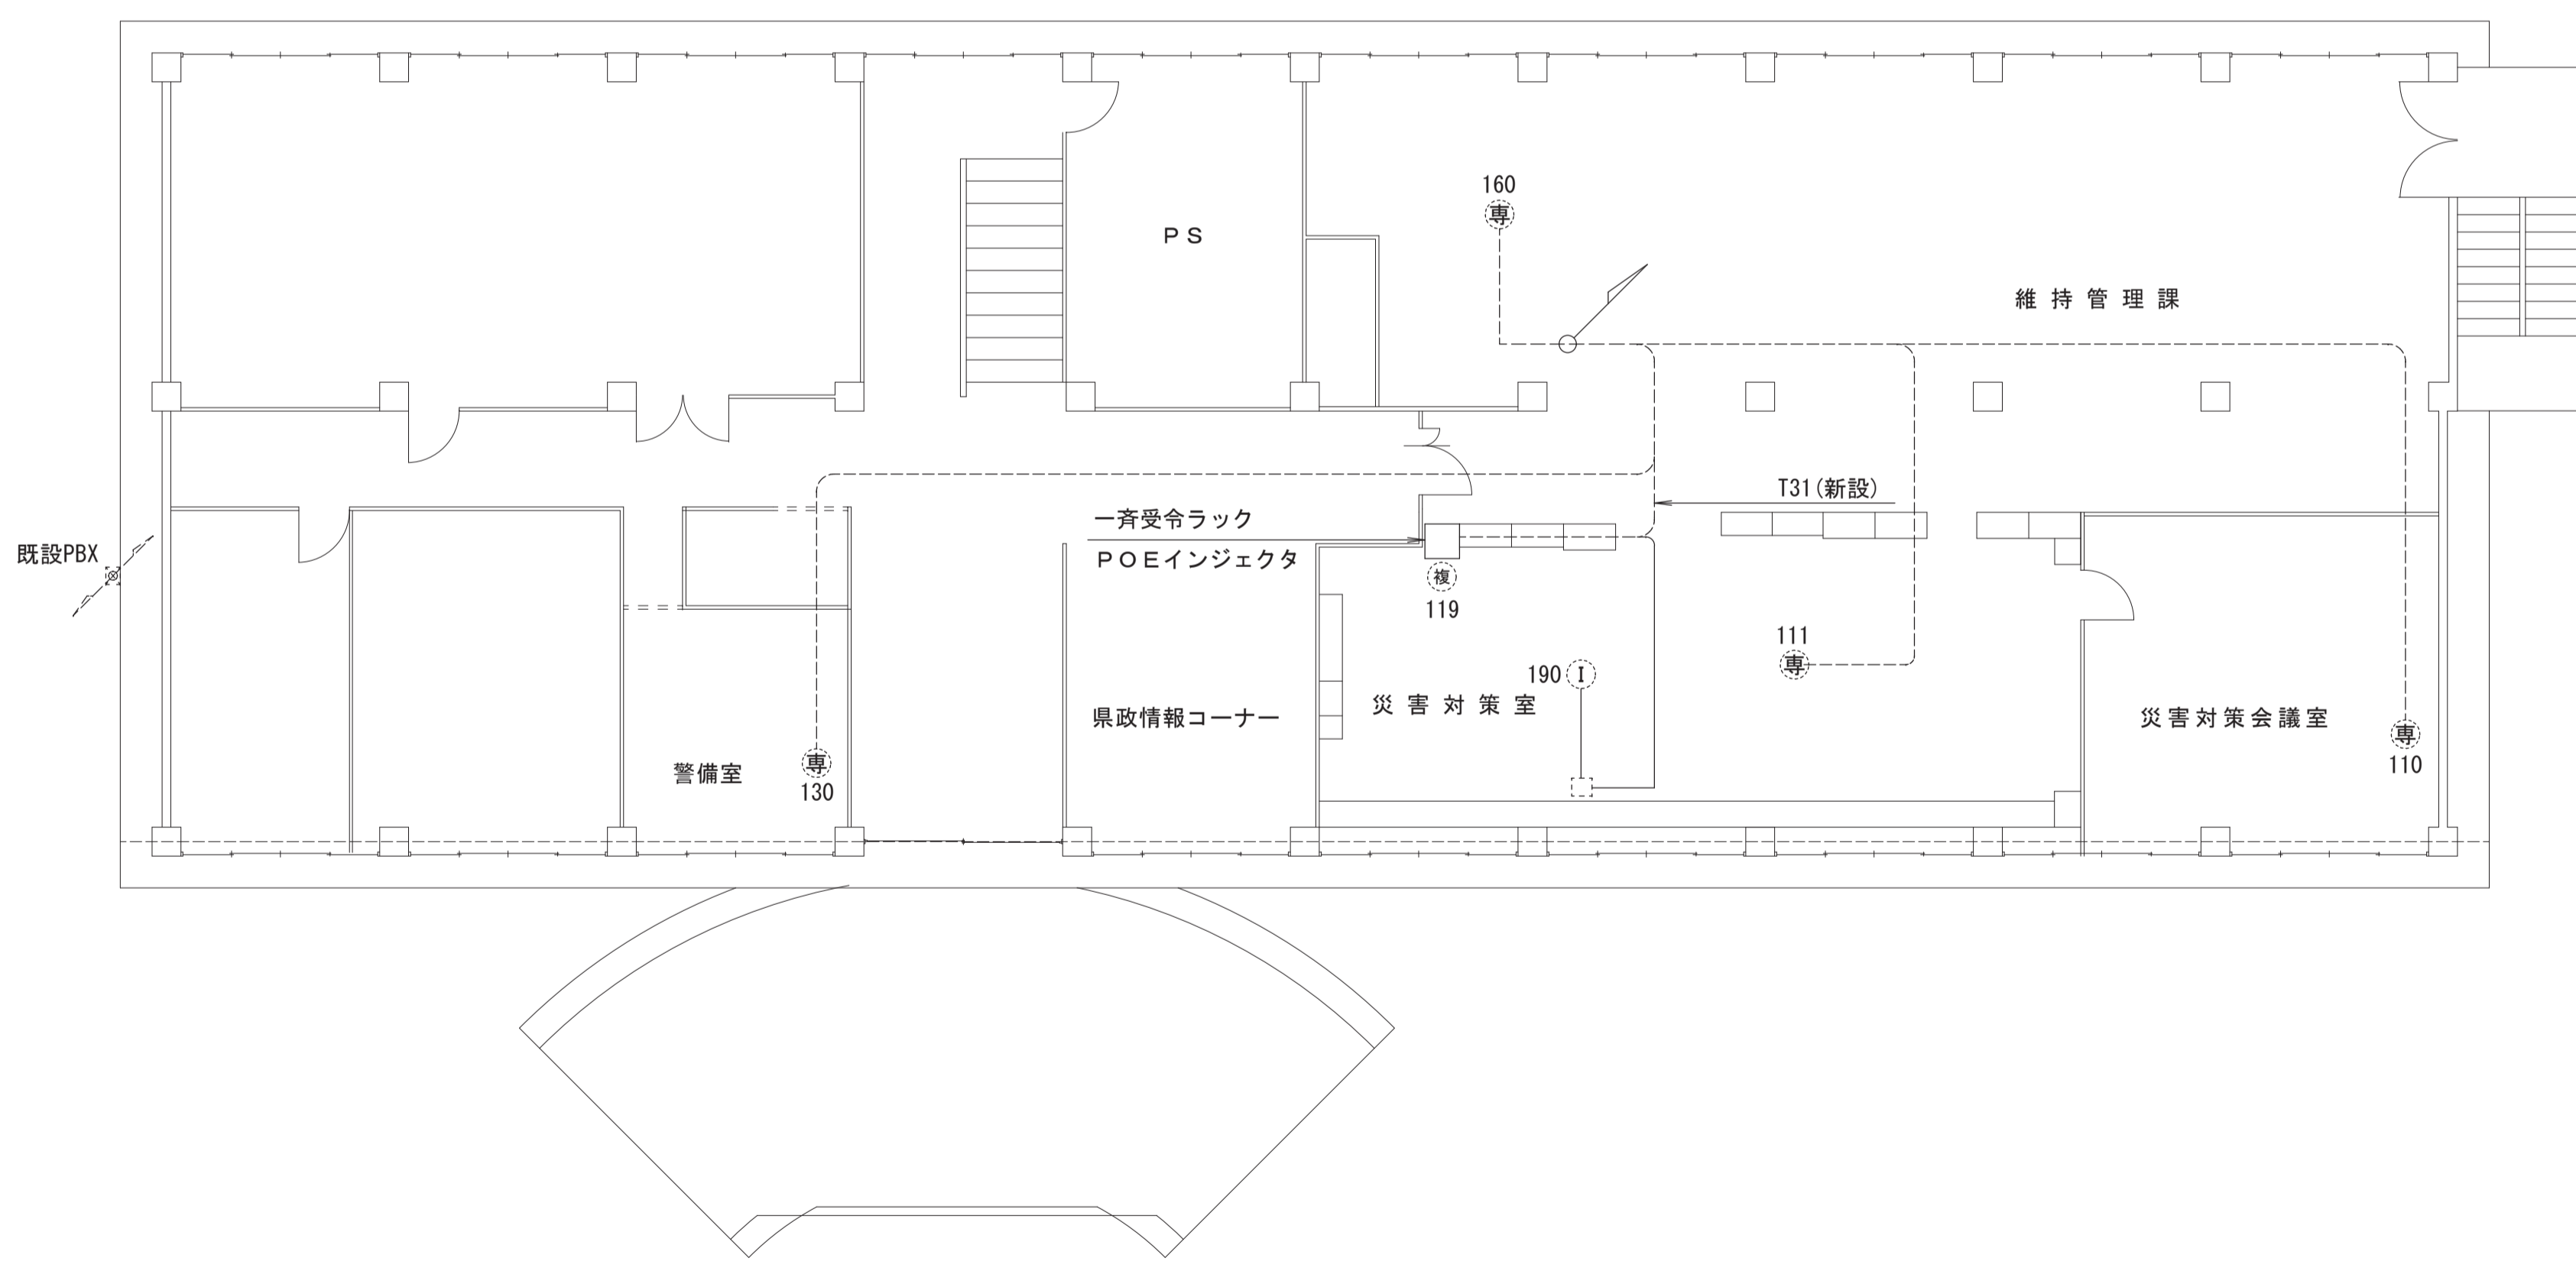 160
専
ＰＳ
維持管理課
T31(新設)
一斉受令ラック
ＰＯＥインジェクタ
既設PBX
複
119
111
専
190 I
災害対策室
県政情報コーナー
災害対策会議室
専
110
警備室
専
130